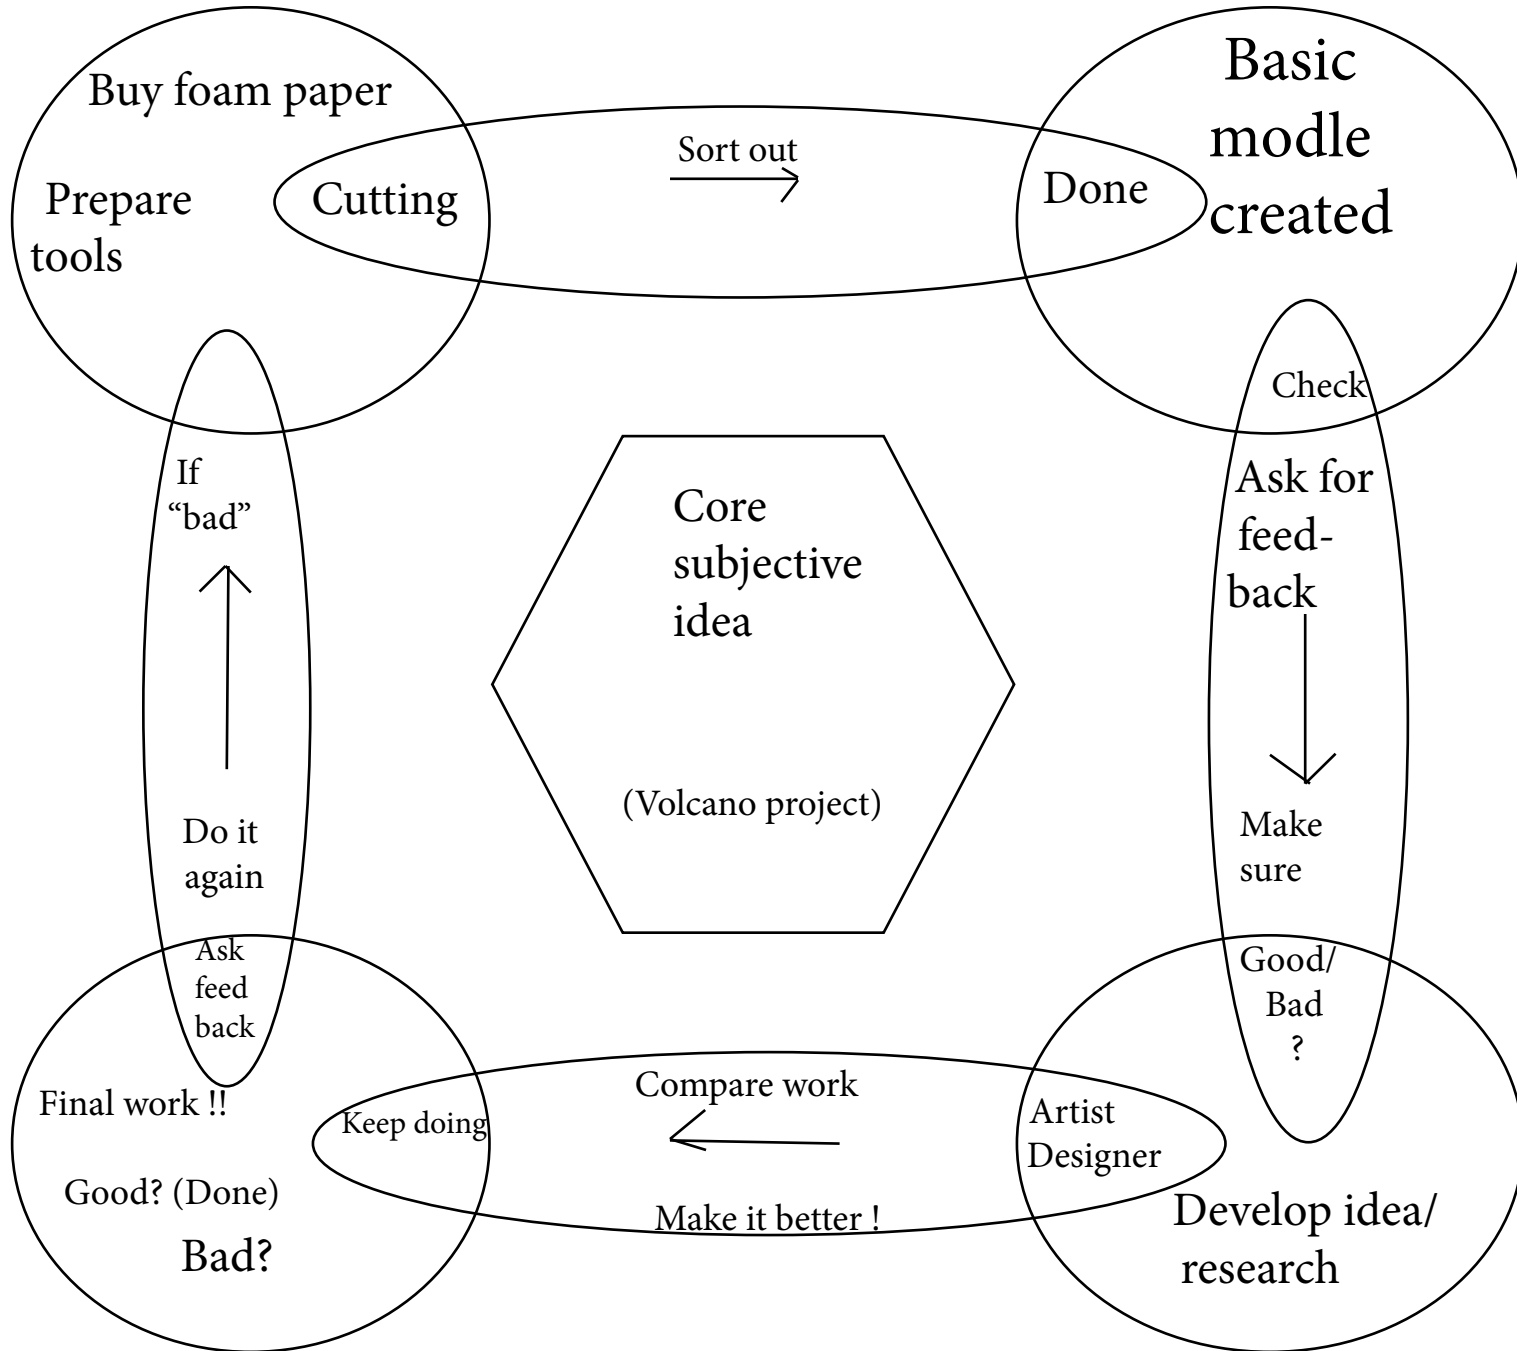 Buy foam paper
Prepare
tools
Cutting
Sort out
Done
Basic
modle
created
Check
Ask for
feed-
back
Make
sure
Good/
Bad
?
Artist
Designer
Develop idea/
research
Compare work
Make it better !
Keep doing
Final work !!
Good? (Done)
Bad?
Ask
feed
back
Do it
again
If
“bad”
Core
subjective
idea
(Volcano project)